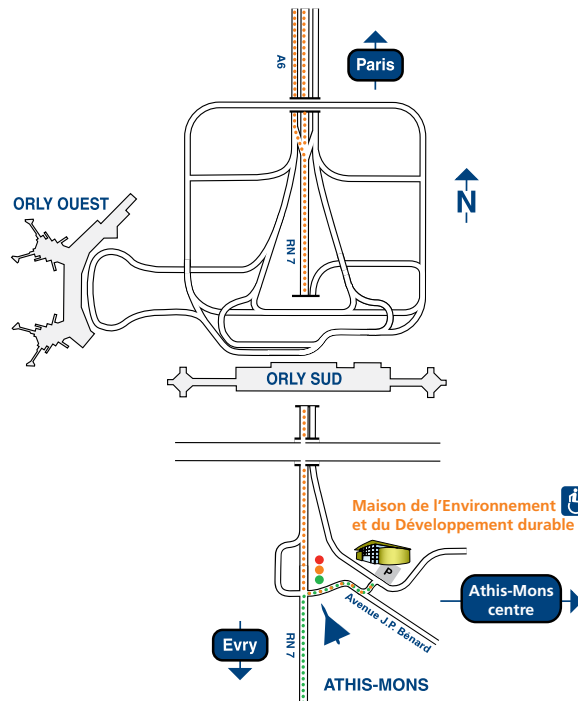 A6
Paris
ORLY OUEST
N
RN 7
ORLY SUD
Maison de l'Environnement
et du Développement durable
P
Athis-Mons
centre
Avenue J.P. Bénard
Evry
RN 7
ATHIS-MONS